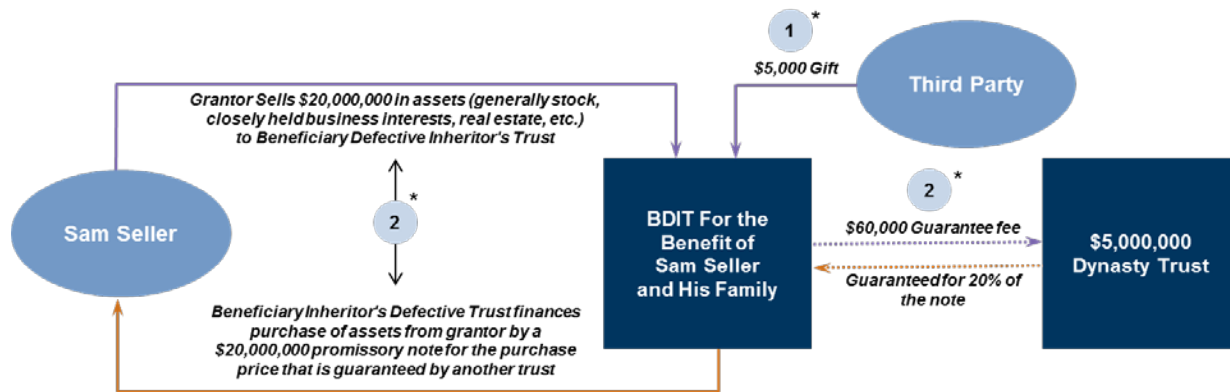 1 *
$5,000 Gift
Third Party
Grantor Sells $20,000,000 in assets (generally stock,
closely held business interests, real estate, etc.)
to Beneficiary Defective Inheritor's Trust
2 *
Sam Seller
BDIT For the
Benefit of
Sam Seller
and His Family
2 *
$60,000 Guarantee fee
Guaranteed for 20% of
the note
$5,000,000
Dynasty Trust
Beneficiary Inheritor's Defective Trust finances
purchase of assets from grantor by a
$20,000,000 promissory note for the purchase
price that is guaranteed by another trust